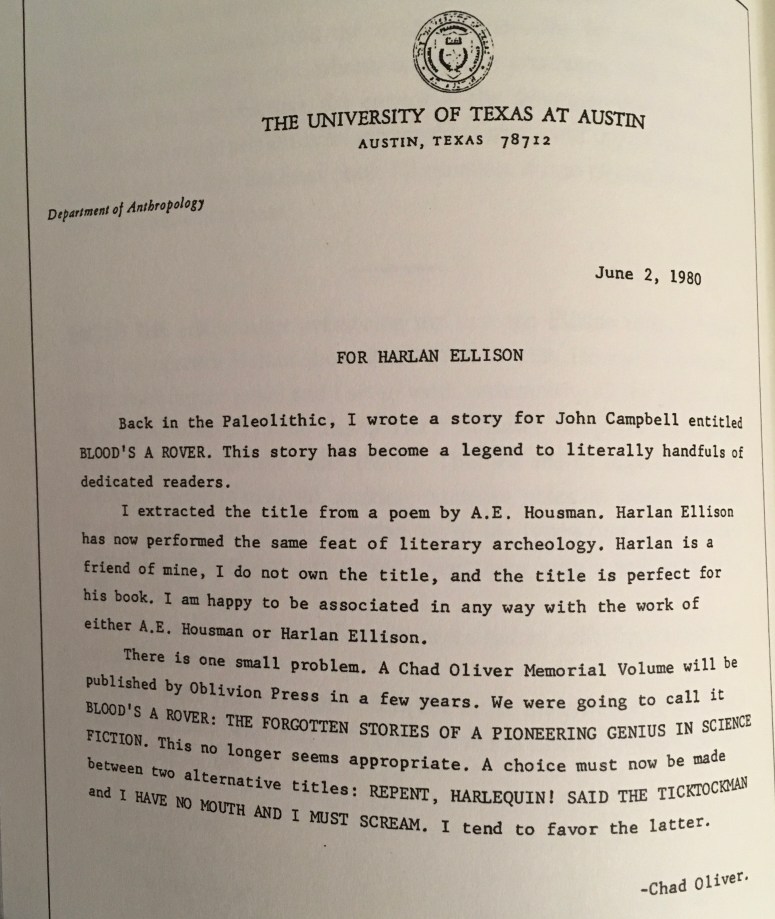 THE UNIVERSITY OF TEXAS AT AUSTIN
AUSTIN, TEXAS 78712
Department of Anthropology
June 2, 1980
FOR HARLAN ELLISON
Back in the Paleolithic, I wrote a story for John Campbell entitled
BLOOD'S A ROVER. This story has become a legend to literally handfuls of
dedicated readers.
I extracted the title from a poem by A.E. Housman. Harlan Ellison
has now performed the same feat of literary archeology. Harlan is a
friend of mine, I do not own the title, and the title is perfect for
his book. I am happy to be associated in any way with the work of
either A.E. Housman or Harlan Ellison.
There is one small problem. A Chad Oliver Memorial Volume will be
published by Oblivion Press in a few years. We were going to call it
BLOOD'S A ROVER: THE FORGOTTEN STORIES OF A PIONEERING GENIUS IN SCIENCE
FICTION. This no longer seems appropriate. A choice must now be made
between two alternative titles: REPENT, HARLEQUIN! SAID THE TICKTOCKMAN
and I HAVE NO MOUTH AND I MUST SCREAM. I tend to favor the latter.
-Chad Oliver.